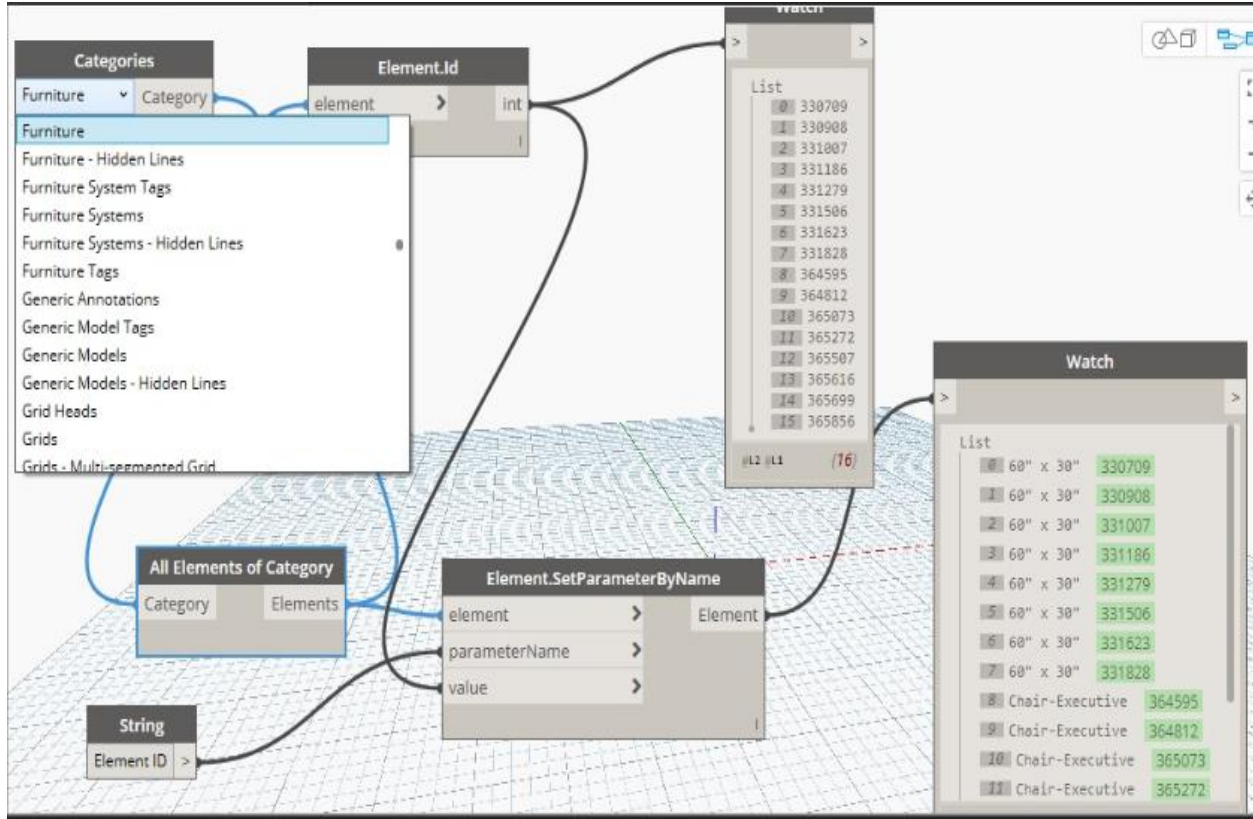 Categories
Furniture Category
Furniture
Furniture - Hidden Lines
Furniture System Tags
Furniture Systems
Furniture Systems - Hidden Lines
Furniture Tags
Generic Annotations
Generic Model Tags
Generic Models
Generic Models - Hidden Lines
Grid Heads
Grids
Grids - Multi-segmented Grid
Element.Id
element > int
Watch
> >
List
0 330709
1 330908
2 331007
3 331186
4 331279
5 331506
6 331623
7 331828
8 364595
9 364812
10 365073
11 365272
12 365507
13 365616
14 365699
15 365856
@L2 @L1 (16)
All Elements of Category
Category Elements
String
Element ID >
Element.SetParameterByName
element > Element
parameterName >
value >
Watch
> >
List
0 60" x 30" 330709
1 60" x 30" 330908
2 60" x 30" 331007
3 60" x 30" 331186
4 60" x 30" 331279
5 60" x 30" 331506
6 60" x 30" 331623
7 60" x 30" 331828
8 Chair-Executive 364595
9 Chair-Executive 364812
10 Chair-Executive 365073
11 Chair-Executive 365272